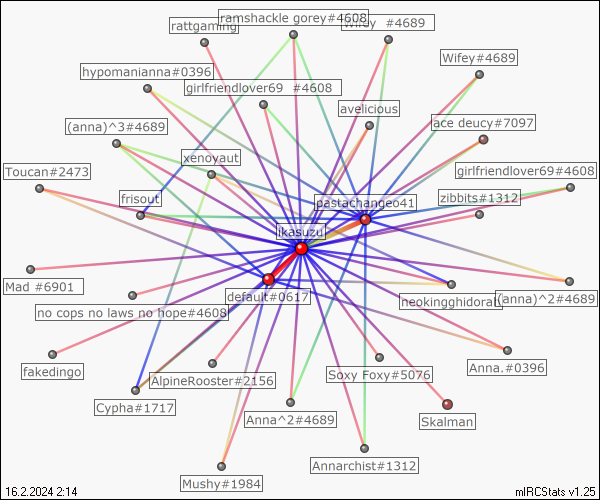 ramshackle gorey#4608
rattgaming
Wifey #4689
Wifey#4689
hypomanianna#0396
girlfriendlover69 #4608
avelicious
(anna)^3#4689
ace deucy#7097
xenoyaut
Toucan#2473
girlfriendlover69#4608
frisout
pastachangeo41
zibbits#1312
ikasuzu
Mad #6901
default#0617
neokingghidorah
(anna)^2#4689
no cops no laws no hope#4608
fakedingo
AlpineRooster#2156
Soxy Foxy#5076
Anna.#0396
Cypha#1717
Anna^2#4689
Skalman
Annarchist#1312
Mushy#1984
16.2.2024 2:14
mIRCStats v1.25